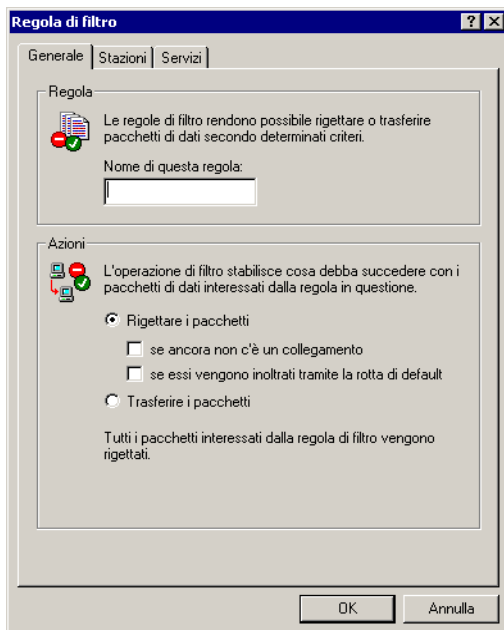 Regola di filtro
Generale Stazioni Servizi
Regola
Le regole di filtro rendono possibile rigettare o trasferire
pacchetti di dati secondo determinati criteri.
Nome di questa regola:
Azioni
L'operazione di filtro stabilisce cosa debba succedere con i
pacchetti di dati interessati dalla regola in questione.
Rigettare i pacchetti
se ancora non c'è un collegamento
se essi vengono inoltrati tramite la rotta di default
Trasferire i pacchetti
Tutti i pacchetti interessati dalla regola di filtro vengono
rigettati.
OK Annulla